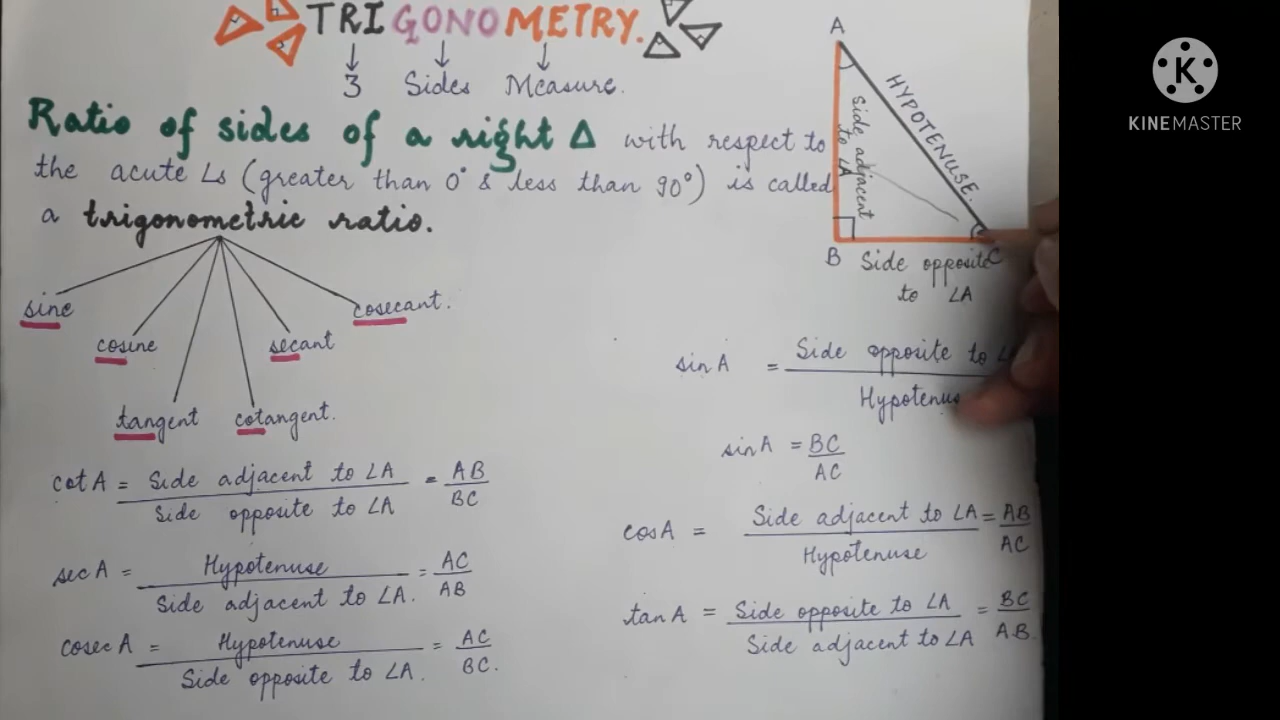 TRIGONOMETRY.
3 Sides Measure.
Ratio of sides of a right Δ with respect to
the acute ∠s (greater than 0° & less than 90°) is called
a trigonometric ratio.
sine
cosine
tangent
cotangent.
secant
cosecant.
cot A = Side adjacent to ∠A / Side opposite to ∠A = AB / BC
sec A = Hypotenuse / Side adjacent to ∠A. = AC / AB
cosec A = Hypotenuse / Side opposite to ∠A. = AC / BC.
A
HYPOTENUSE.
Side adjacent
to ∠A
B
C
Side opposite
to ∠A
sin A = Side opposite to / Hypotenus
sin A = BC / AC
cos A = Side adjacent to ∠A / Hypotenuse = AB / AC
tan A = Side opposite to ∠A / Side adjacent to ∠A = BC / AB.
K
KINEMASTER